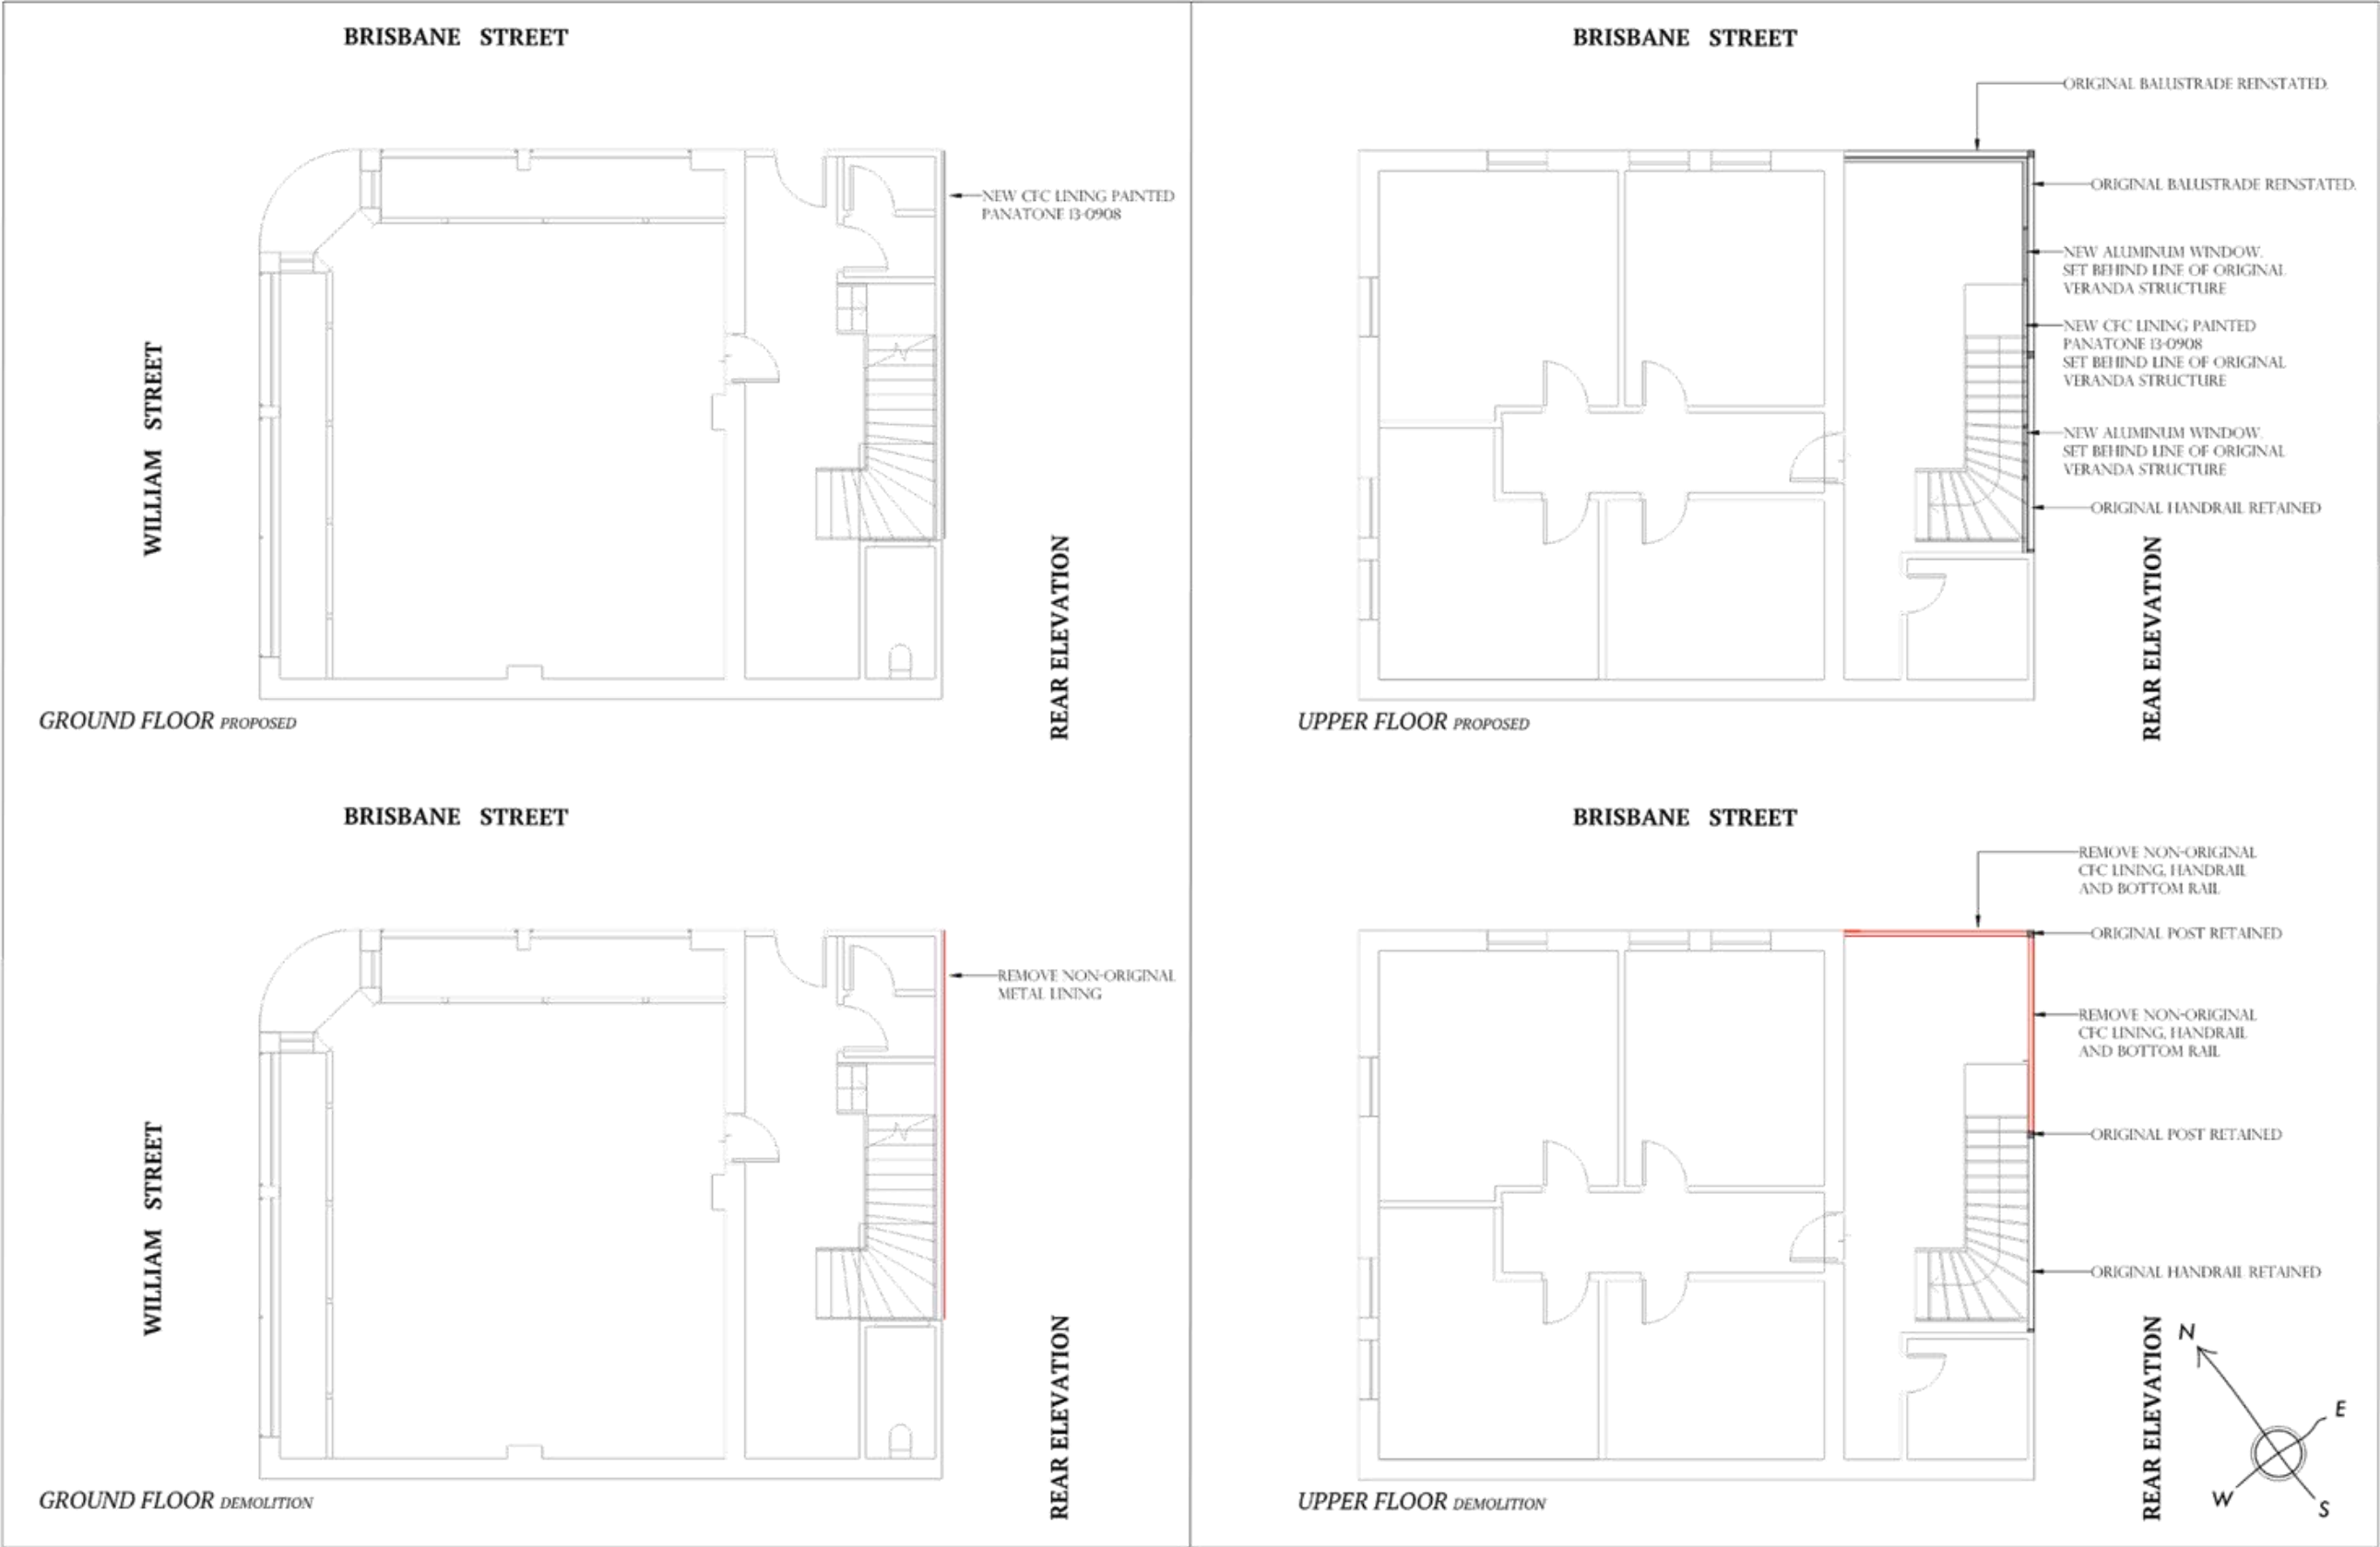 BRISBANE STREET
NEW CFC LINING PAINTED
PANATONE 13-0908
WILLIAM STREET
REAR ELEVATION
GROUND FLOOR PROPOSED
BRISBANE STREET
ORIGINAL BALUSTRADE REINSTATED.
ORIGINAL BALUSTRADE REINSTATED.
NEW ALUMINUM WINDOW.
SET BEHIND LINE OF ORIGINAL
VERANDA STRUCTURE
NEW CFC LINING PAINTED
PANATONE 13-0908
SET BEHIND LINE OF ORIGINAL
VERANDA STRUCTURE
NEW ALUMINUM WINDOW.
SET BEHIND LINE OF ORIGINAL
VERANDA STRUCTURE
ORIGINAL HANDRAIL RETAINED
REAR ELEVATION
UPPER FLOOR PROPOSED
BRISBANE STREET
REMOVE NON-ORIGINAL
METAL LINING
WILLIAM STREET
REAR ELEVATION
GROUND FLOOR DEMOLITION
BRISBANE STREET
REMOVE NON-ORIGINAL
CFC LINING, HANDRAIL
AND BOTTOM RAIL
ORIGINAL POST RETAINED
REMOVE NON-ORIGINAL
CFC LINING, HANDRAIL
AND BOTTOM RAIL
ORIGINAL POST RETAINED
ORIGINAL HANDRAIL RETAINED
REAR ELEVATION
N
E
W
S
UPPER FLOOR DEMOLITION